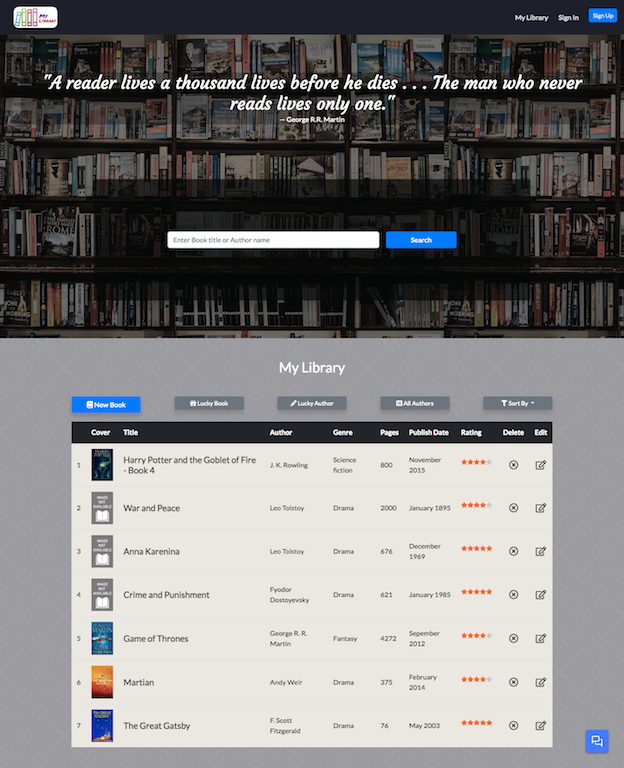 My Library
My Library
Sign In
Sign Up
"A reader lives a thousand lives before he dies . . . The man who never
reads lives only one."
— George R.R. Martin
Enter Book title or Author name
Search
My Library
New Book
Lucky Book
Lucky Author
All Authors
Sort By
Cover Title Author Genre Pages Publish Date Rating Delete Edit
1 Harry Potter and the Goblet of Fire
- Book 4
J. K. Rowling
Science
fiction
800
November
2015
2 IMAGE
NOT
AVAILABLE
War and Peace Leo Tolstoy Drama 2000 January 1895
3 IMAGE
NOT
AVAILABLE
Anna Karenina Leo Tolstoy Drama 676
December
1969
4 IMAGE
NOT
AVAILABLE
Crime and Punishment
Fyodor
Dostoyevsky
Drama 621 January 1985
5 Game of Thrones
George R. R.
Martin
Fantasy 4272
Sepember
2012
6 Martian Andy Weir Drama 375
February
2014
7 The Great Gatsby
F. Scott
Fitzgerald
Drama 76 May 2003